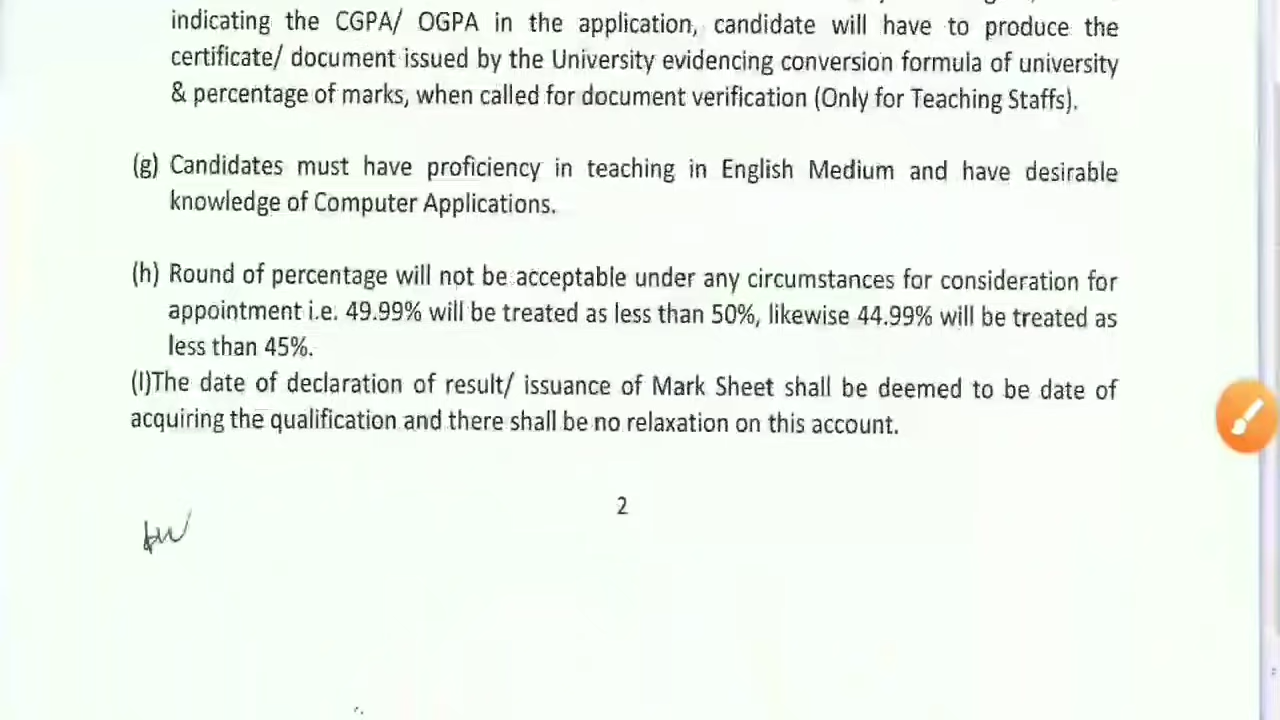 indicating the CGPA/ OGPA in the application, candidate will have to produce the
certificate/ document issued by the University evidencing conversion formula of university
& percentage of marks, when called for document verification (Only for Teaching Staffs).
(g) Candidates must have proficiency in teaching in English Medium and have desirable
knowledge of Computer Applications.
(h) Round of percentage will not be acceptable under any circumstances for consideration for
appointment i.e. 49.99% will be treated as less than 50%, likewise 44.99% will be treated as
less than 45%.
(I)The date of declaration of result/ issuance of Mark Sheet shall be deemed to be date of
acquiring the qualification and there shall be no relaxation on this account.
2